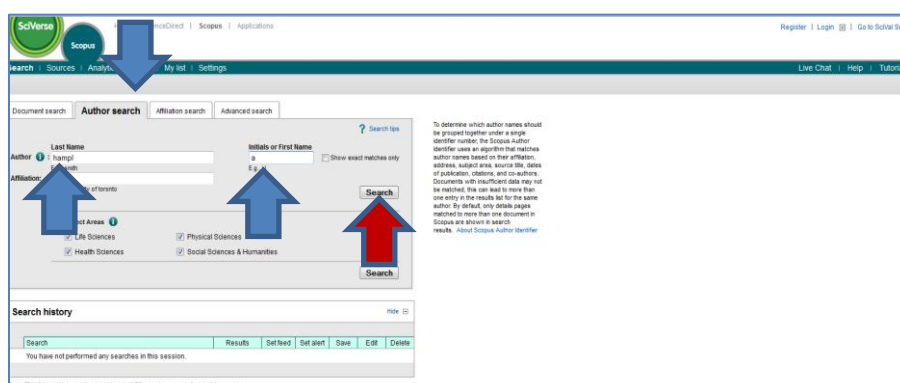 SciVerse
Scopus
Scopus | Applications
Register | Login | Go to SciVal
Sources | My list | Settings
Live Chat | Help
Document search Author search Affiliation search Advanced search
? Search tips
Last Name Initials or First Name
Author : hampl a Show exact matches only
E.g.,
Affiliation:
of toronto
Search
Areas
Life Sciences Physical Sciences
Health Sciences Social Sciences & Humanities
Search
To determine which author names should
be grouped together under a single
identifier number, the Scopus Author
Identifier uses an algorithm that matches
author names based on their affiliation,
address, subject area, source title, dates
of publication, citations, and co-authors.
Documents with insufficient data may not
be matched, this can lead to more than
one entry in the results list for the same
author. By default, only details pages
matched to more than one document in
Scopus are shown in search
results. About Scopus Author Identifier
Search history Hide
Search Results Set feed Set alert Save Edit Delete
You have not performed any searches in this session.